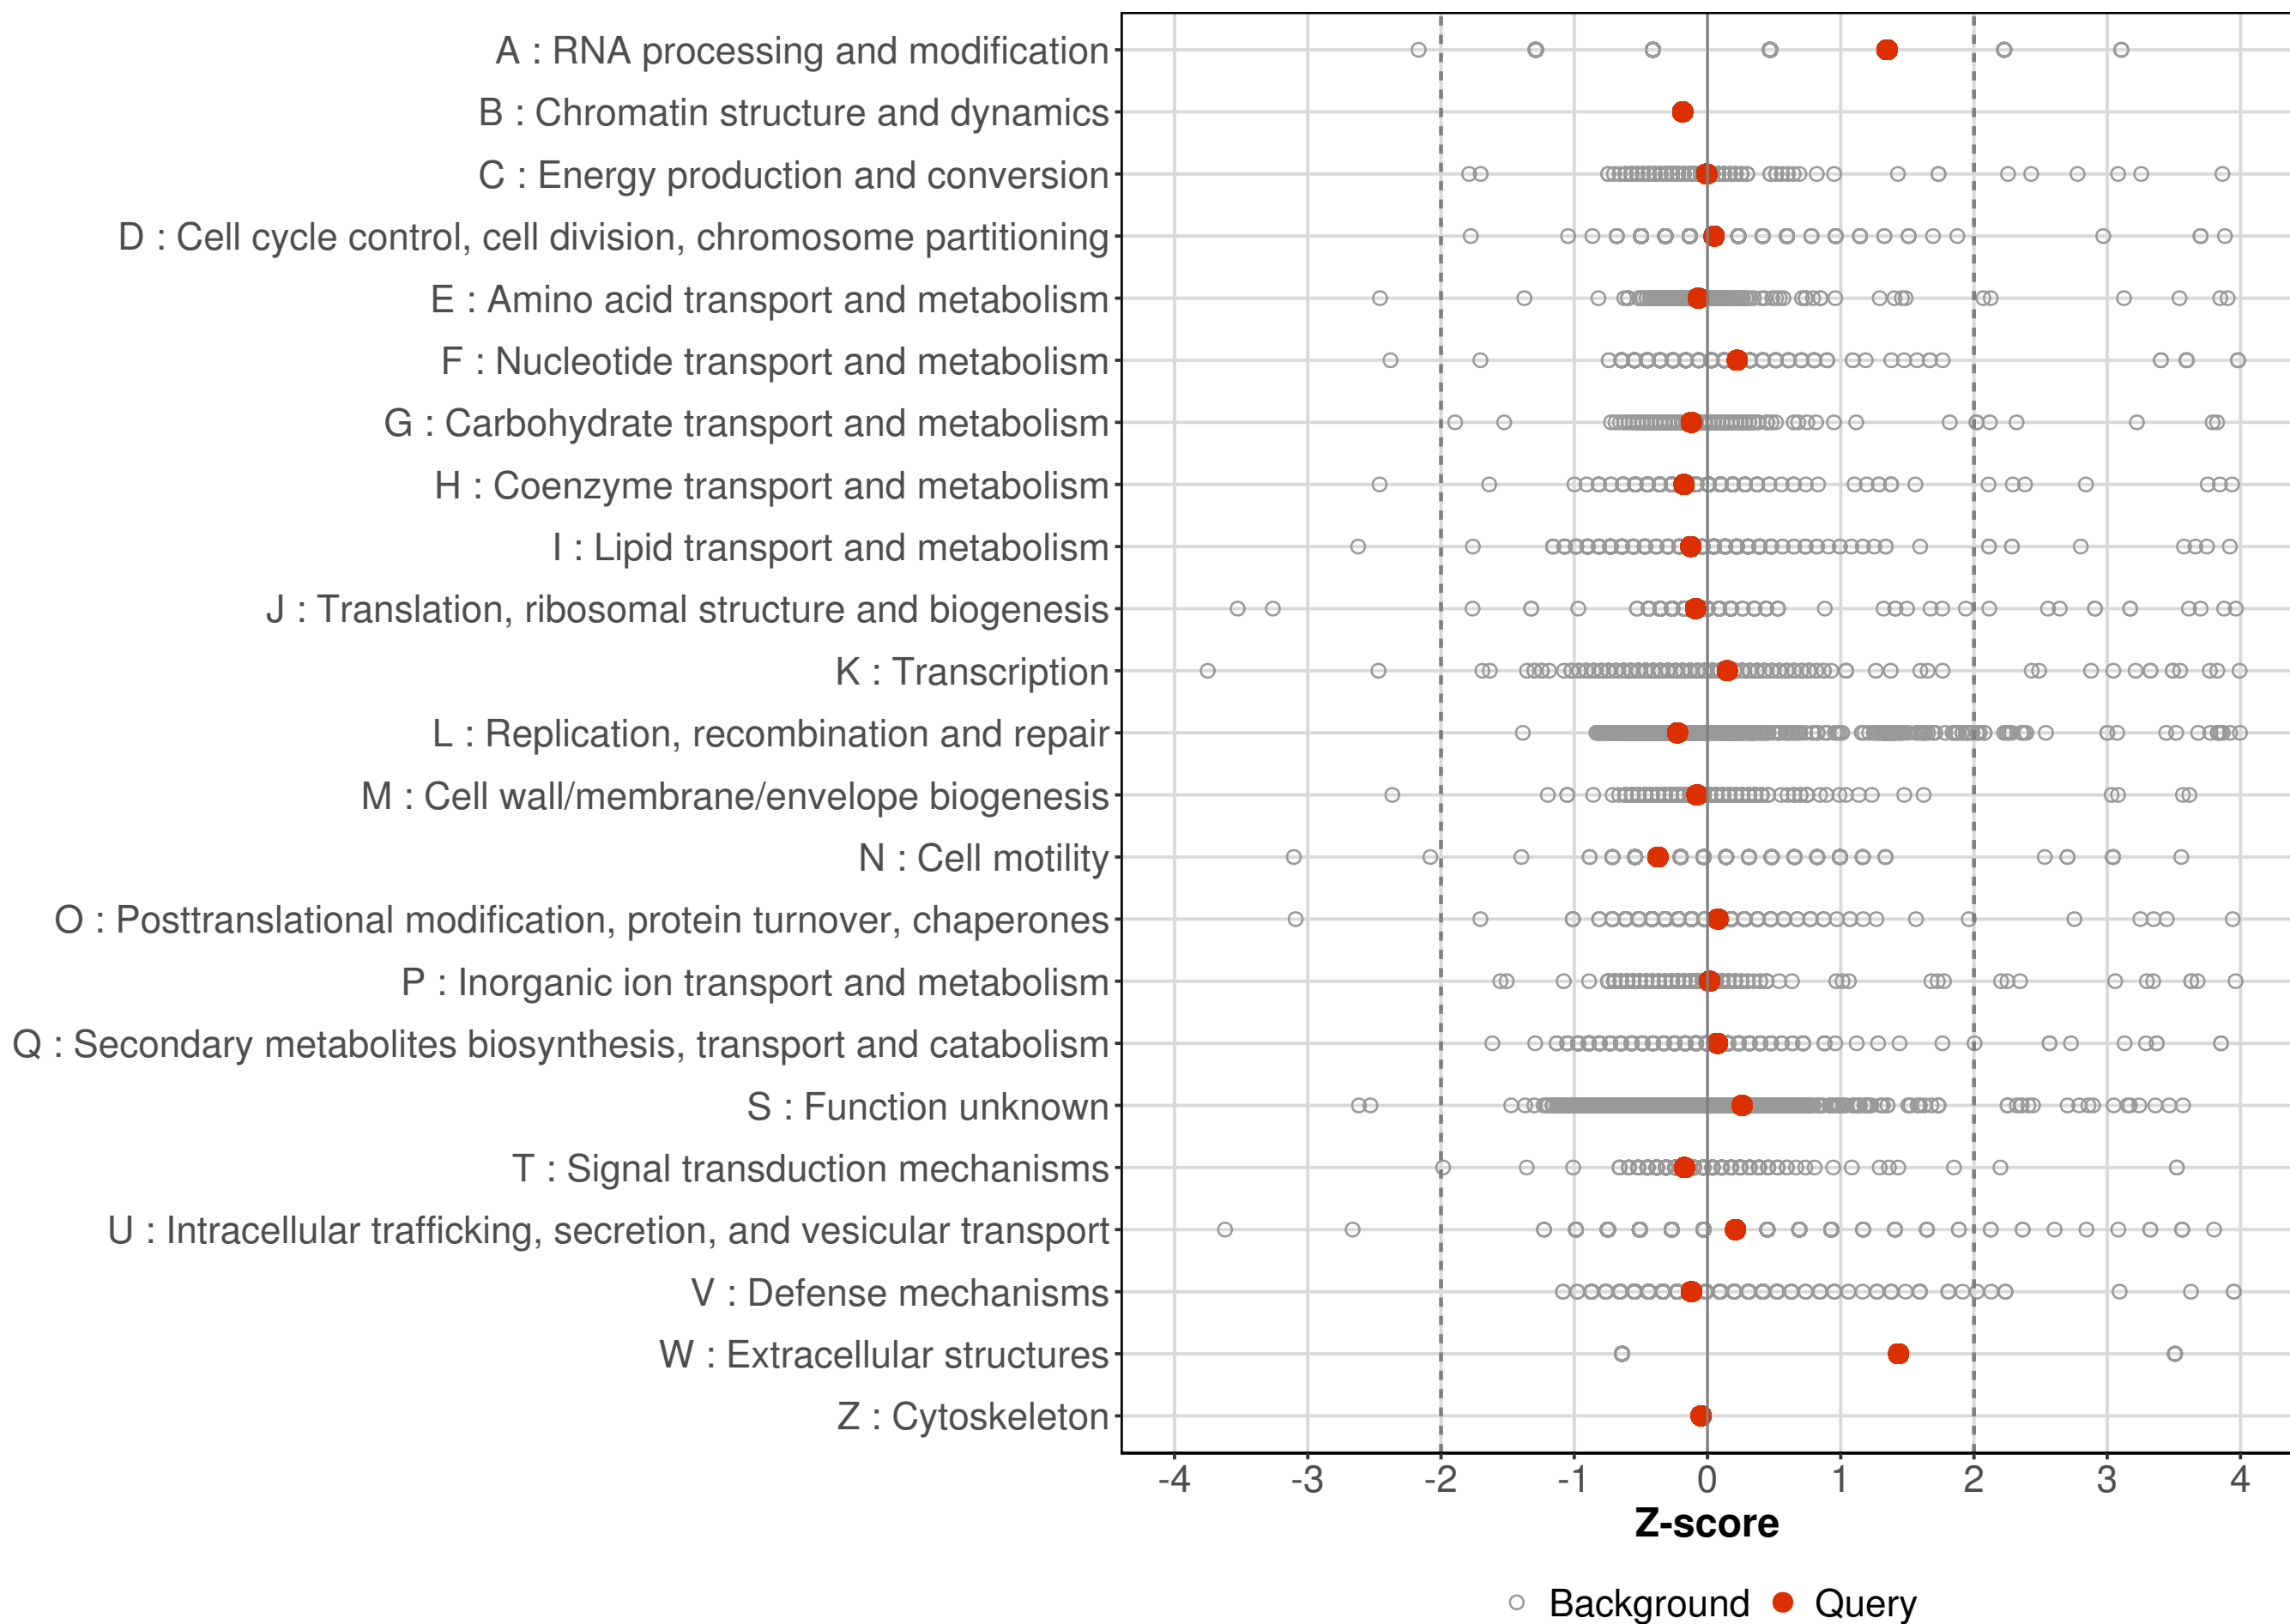 A : RNA processing and modification
B : Chromatin structure and dynamics
C : Energy production and conversion
D : Cell cycle control, cell division, chromosome partitioning
E : Amino acid transport and metabolism
F : Nucleotide transport and metabolism
G : Carbohydrate transport and metabolism
H : Coenzyme transport and metabolism
I : Lipid transport and metabolism
J : Translation, ribosomal structure and biogenesis
K : Transcription
L : Replication, recombination and repair
M : Cell wall/membrane/envelope biogenesis
N : Cell motility
O : Posttranslational modification, protein turnover, chaperones
P : Inorganic ion transport and metabolism
Q : Secondary metabolites biosynthesis, transport and catabolism
S : Function unknown
T : Signal transduction mechanisms
U : Intracellular trafficking, secretion, and vesicular transport
V : Defense mechanisms
W : Extracellular structures
Z : Cytoskeleton
-4 -3 -2 -1 0 1 2 3 4
Z-score
Background Query